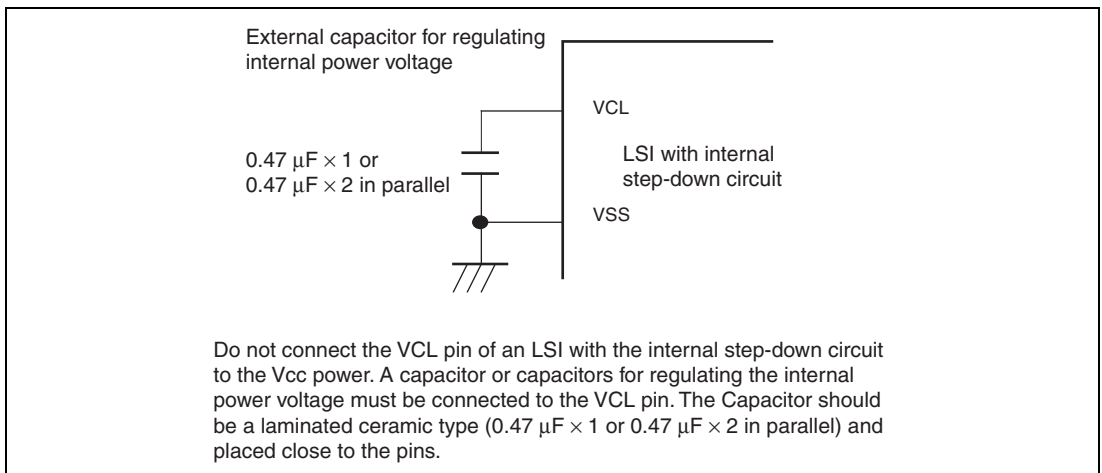 External capacitor for regulating
internal power voltage
VCL
0.47 μF × 1 or
0.47 μF × 2 in parallel
LSI with internal
step-down circuit
VSS
Do not connect the VCL pin of an LSI with the internal step-down circuit
to the Vcc power. A capacitor or capacitors for regulating the internal
power voltage must be connected to the VCL pin. The Capacitor should
be a laminated ceramic type (0.47 μF × 1 or 0.47 μF × 2 in parallel) and
placed close to the pins.